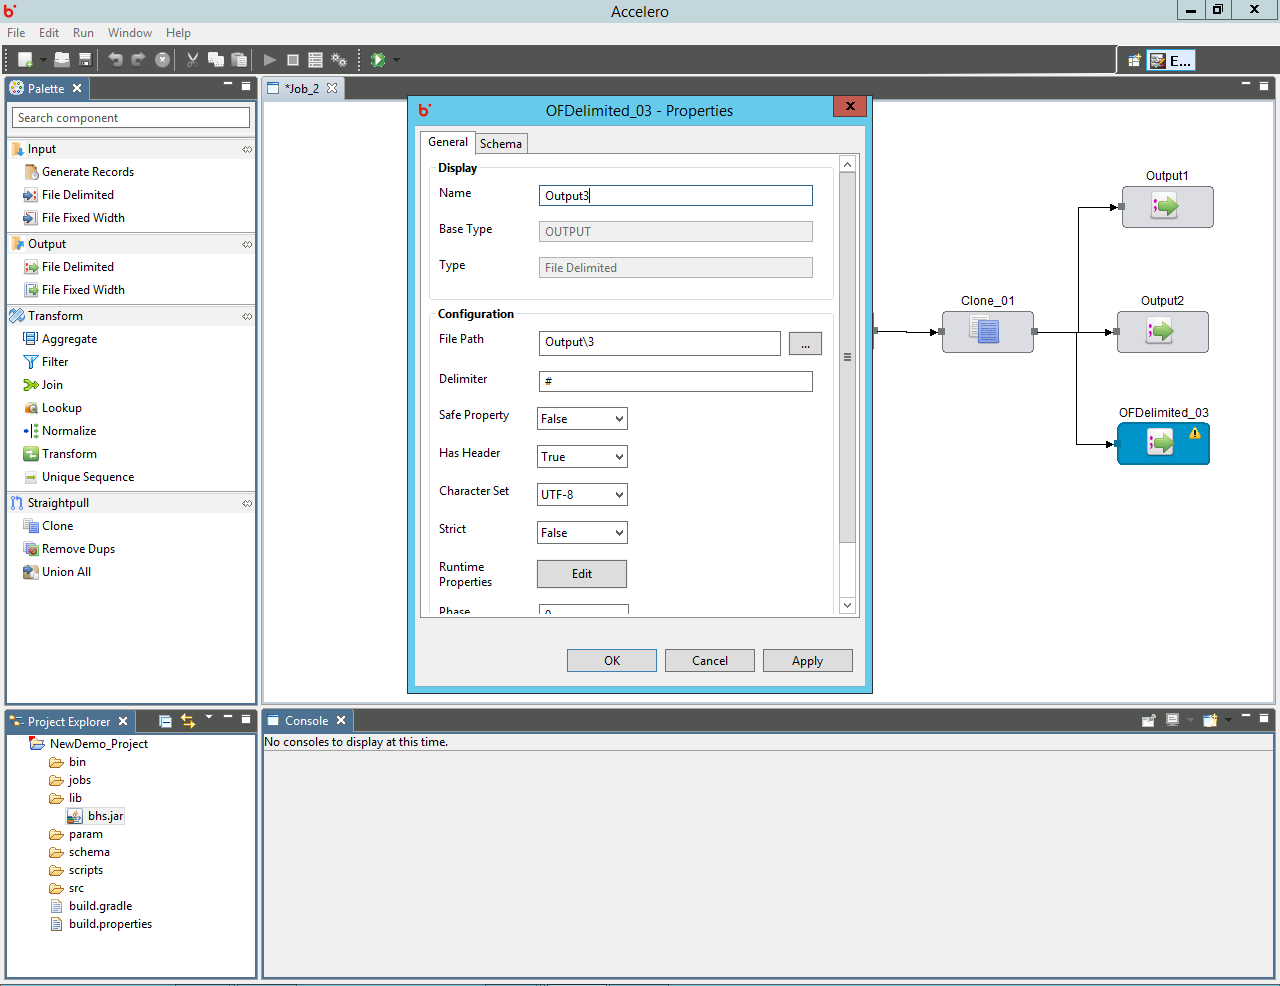 Accelero
File Edit Run Window Help
E...
Palette
*Job_2
Search component
Input
Generate Records
File Delimited
File Fixed Width
Output
File Delimited
File Fixed Width
Transform
Aggregate
Filter
Join
Lookup
Normalize
Transform
Unique Sequence
Straightpull
Clone
Remove Dups
Union All
OFDelimited_03 - Properties
General Schema
Display
Name Output3
Base Type OUTPUT
Type File Delimited
Configuration
File Path Output\3 ...
Delimiter #
Safe Property False
Has Header True
Character Set UTF-8
Strict False
Runtime
Properties
Edit
Phase 0
OK Cancel Apply
Output1
Clone_01
Output2
OFDelimited_03
Project Explorer
NewDemo_Project
bin
jobs
lib
bhs.jar
param
schema
scripts
src
build.gradle
build.properties
Console
No consoles to display at this time.